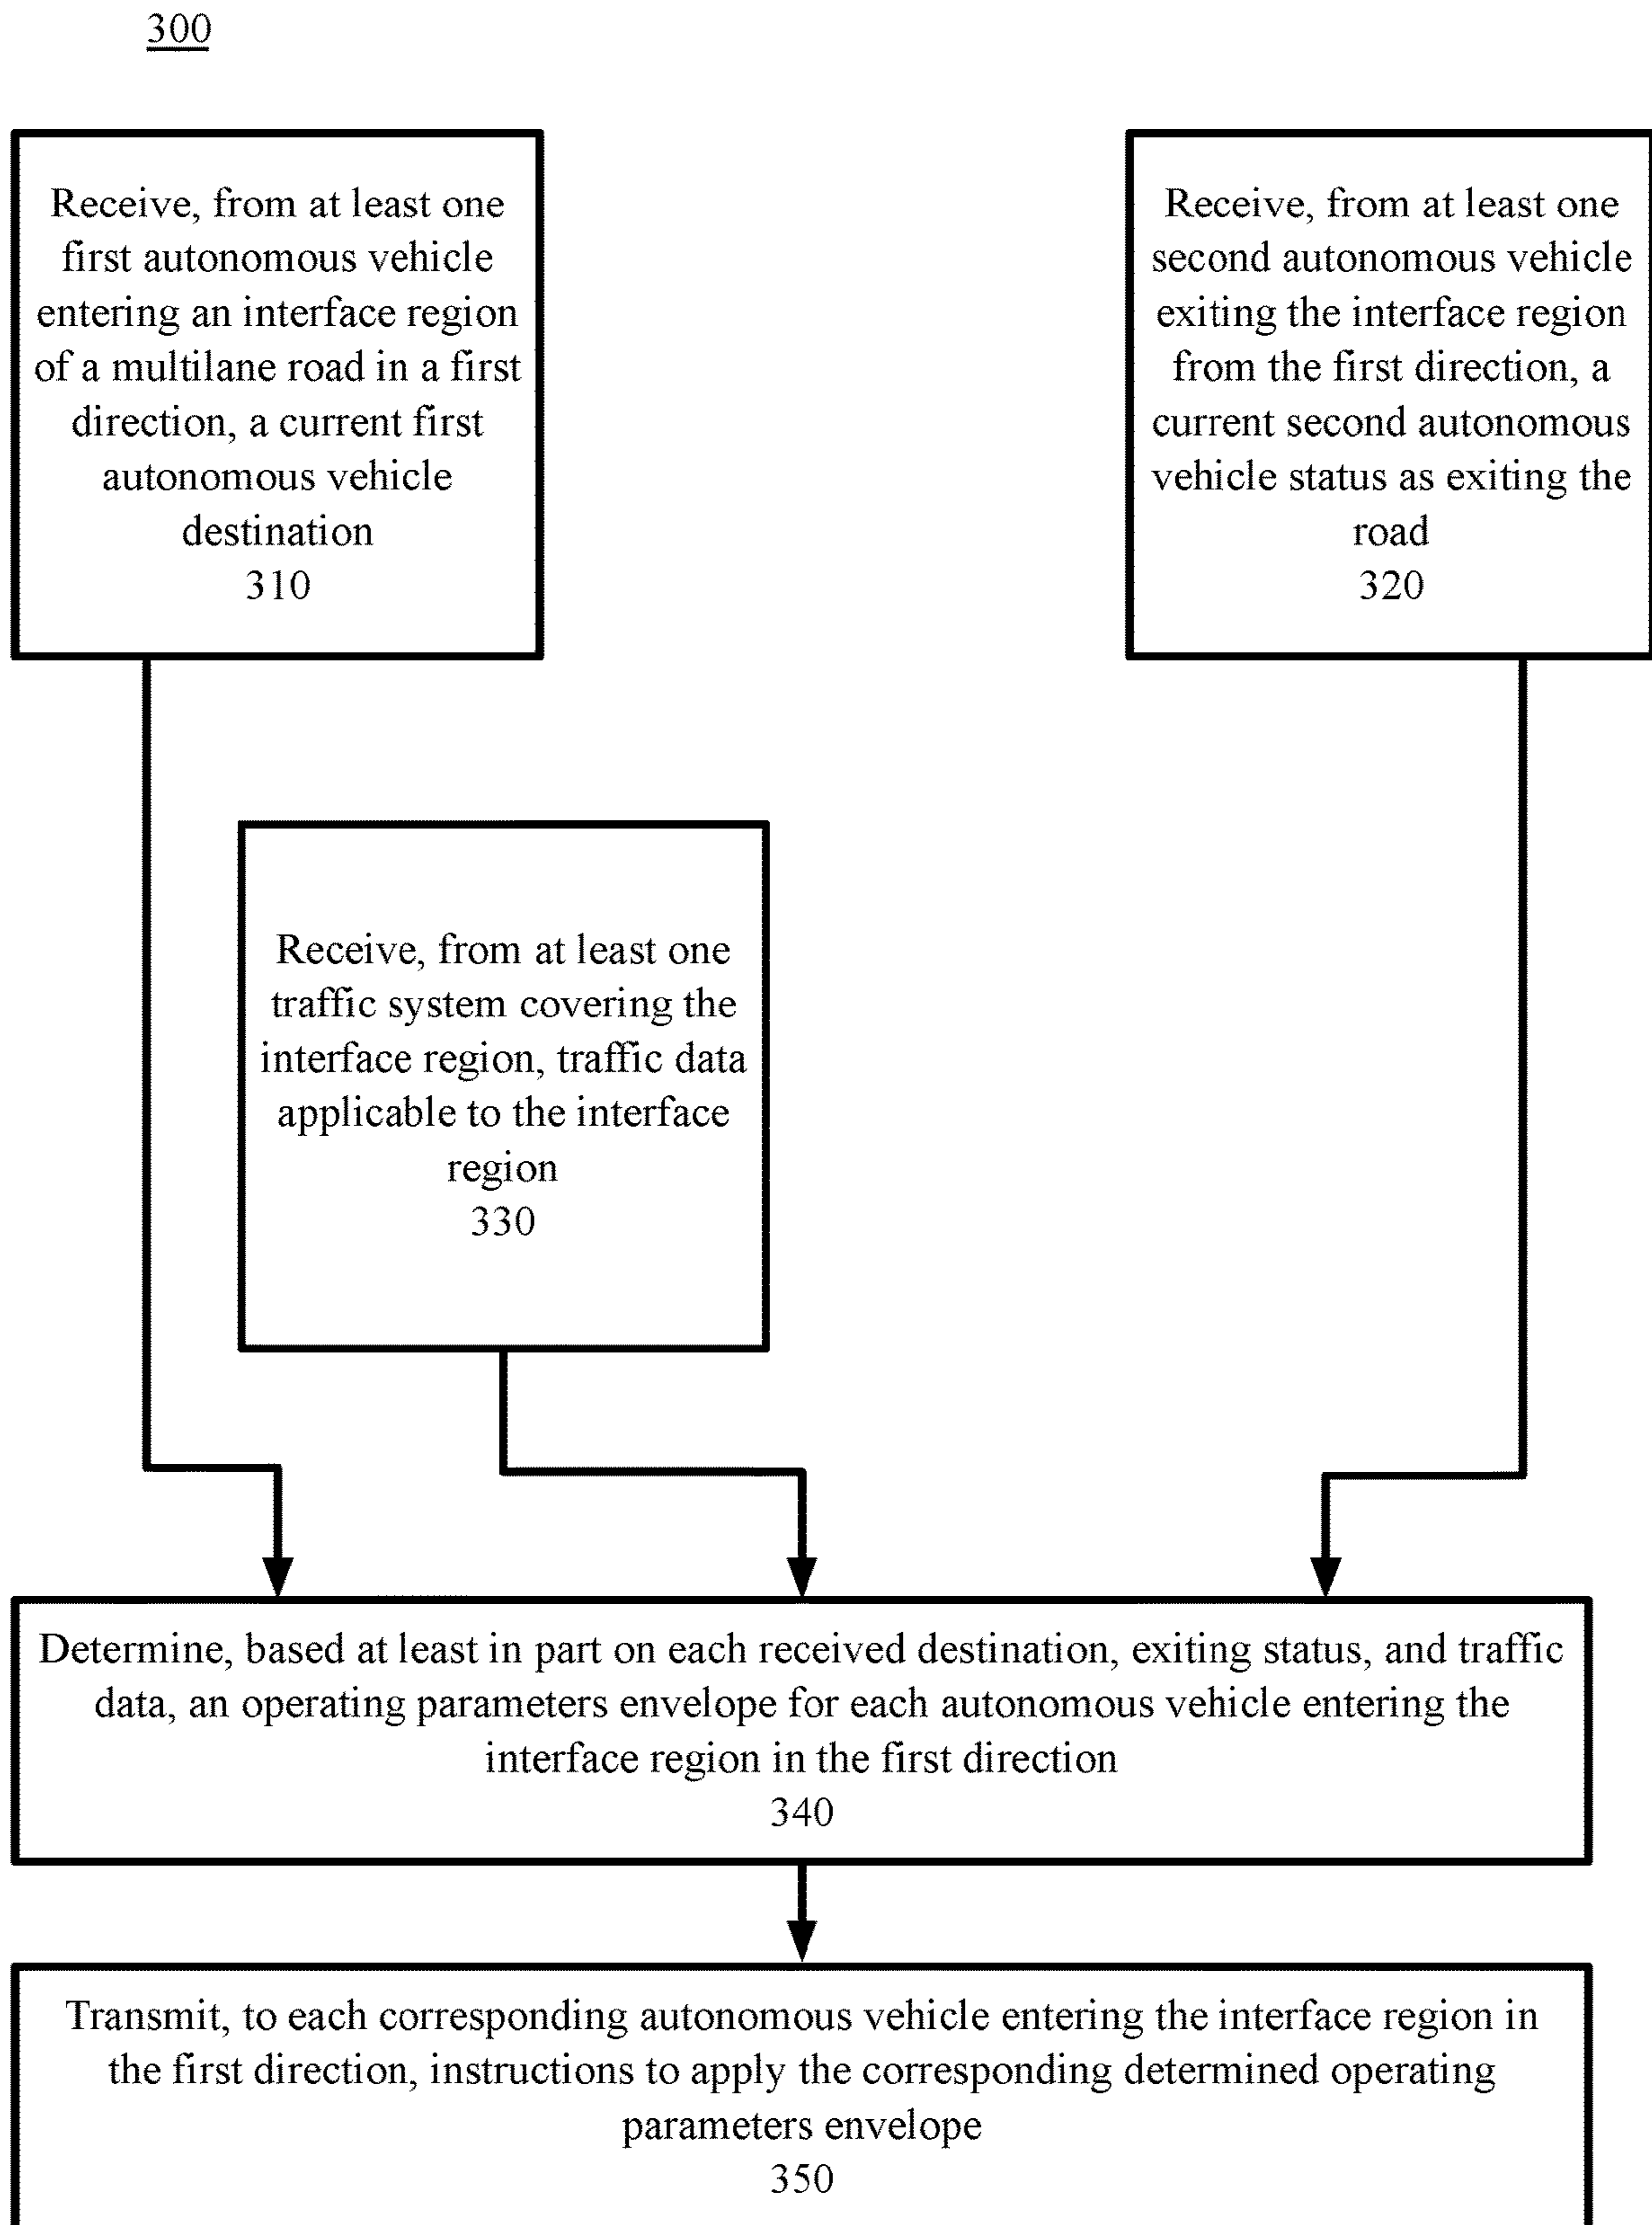 300
Receive, from at least one
first autonomous vehicle
entering an interface region
of a multilane road in a first
direction, a current first
autonomous vehicle
destination
310
Receive, from at least one
second autonomous vehicle
exiting the interface region
from the first direction, a
current second autonomous
vehicle status as exiting the
road
320
Receive, from at least one
traffic system covering the
interface region, traffic data
applicable to the interface
region
330
Determine, based at least in part on each received destination, exiting status, and traffic
data, an operating parameters envelope for each autonomous vehicle entering the
interface region in the first direction
340
Transmit, to each corresponding autonomous vehicle entering the interface region in
the first direction, instructions to apply the corresponding determined operating
parameters envelope
350